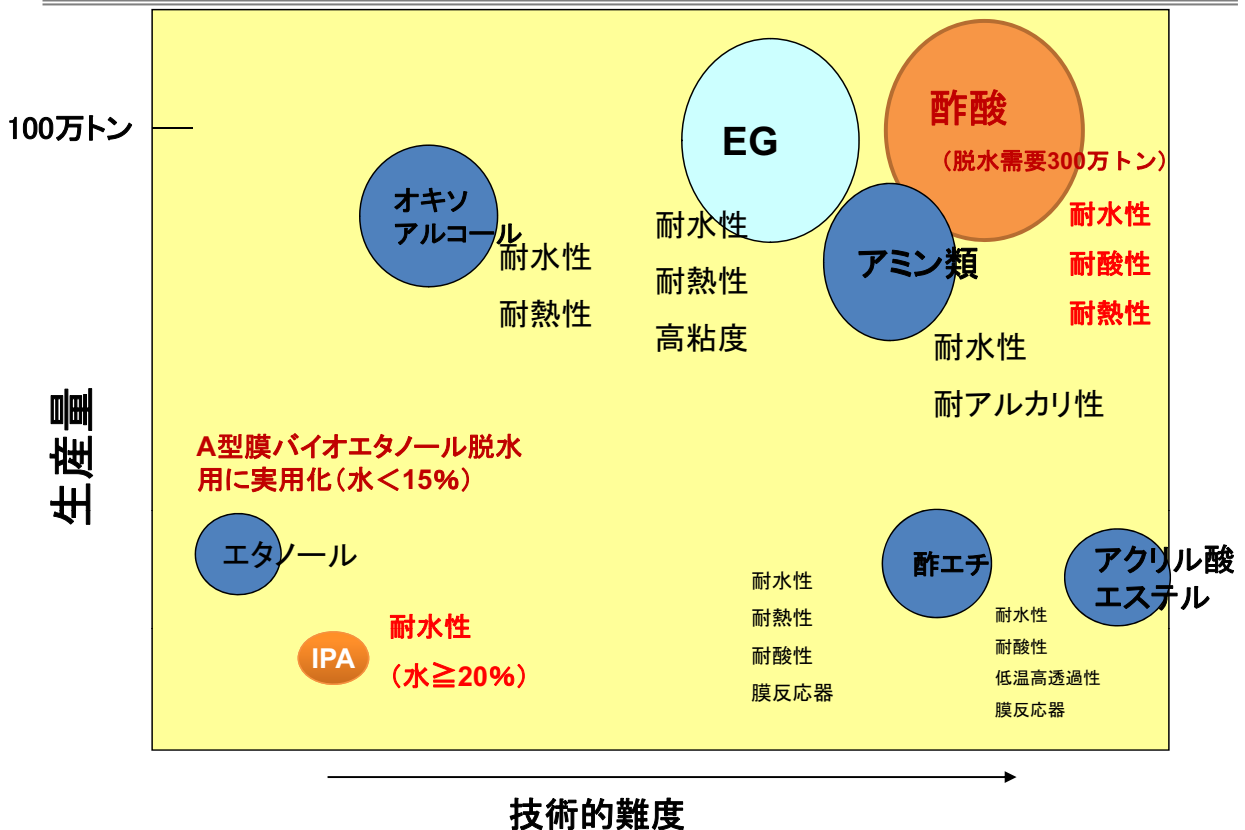 100万トン
生産量
酢酸
（脱水需要300万トン）
耐水性
耐酸性
耐熱性
EG
耐水性
耐熱性
高粘度
オキソ
アルコール
耐水性
耐熱性
アミン類
耐水性
耐アルカリ性
A型膜バイオエタノール脱水
用に実用化（水＜15%）
エタノール
IPA
耐水性
（水≧20%）
酢エチ
耐水性
耐熱性
耐酸性
膜反応器
アクリル酸
エステル
耐水性
耐酸性
低温高透過性
膜反応器
技術的難度